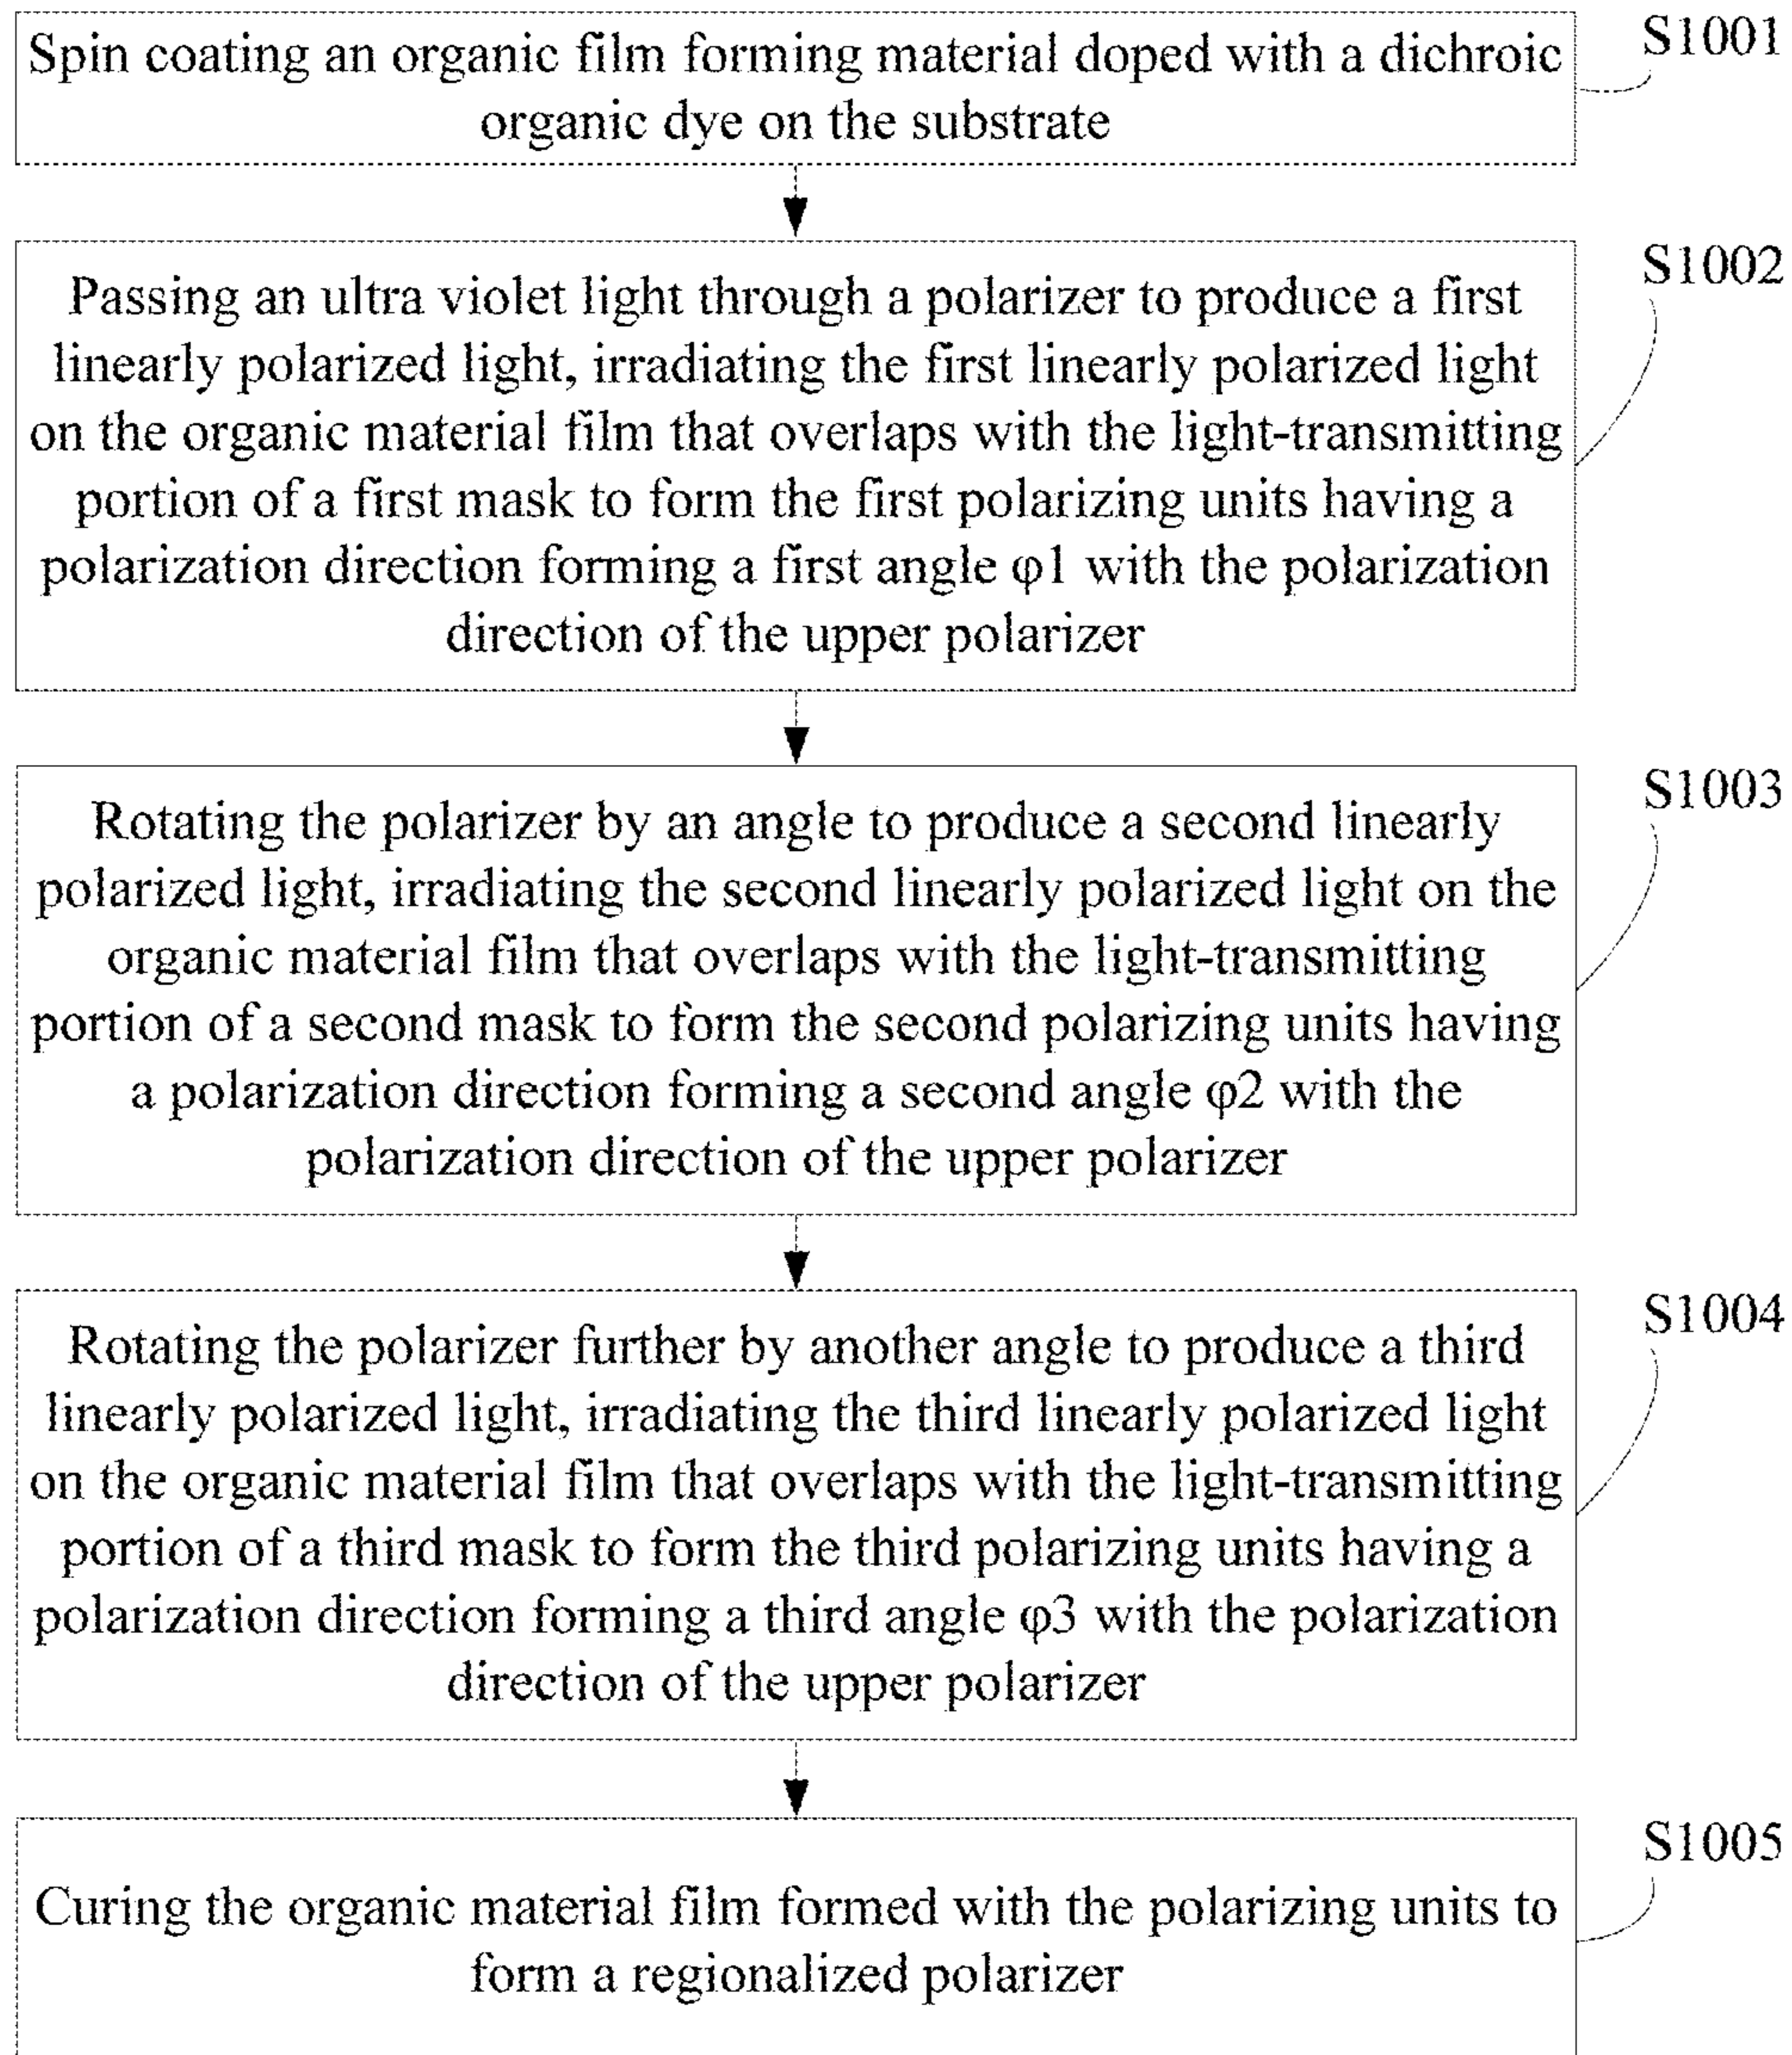 Spin coating an organic film forming material doped with a dichroic
organic dye on the substrate
S1001
Passing an ultra violet light through a polarizer to produce a first
linearly polarized light, irradiating the first linearly polarized light
on the organic material film that overlaps with the light-transmitting
portion of a first mask to form the first polarizing units having a
polarization direction forming a first angle φ1 with the polarization
direction of the upper polarizer
S1002
Rotating the polarizer by an angle to produce a second linearly
polarized light, irradiating the second linearly polarized light on the
organic material film that overlaps with the light-transmitting
portion of a second mask to form the second polarizing units having
a polarization direction forming a second angle φ2 with the
polarization direction of the upper polarizer
S1003
Rotating the polarizer further by another angle to produce a third
linearly polarized light, irradiating the third linearly polarized light
on the organic material film that overlaps with the light-transmitting
portion of a third mask to form the third polarizing units having a
polarization direction forming a third angle φ3 with the polarization
direction of the upper polarizer
S1004
Curing the organic material film formed with the polarizing units to
form a regionalized polarizer
S1005